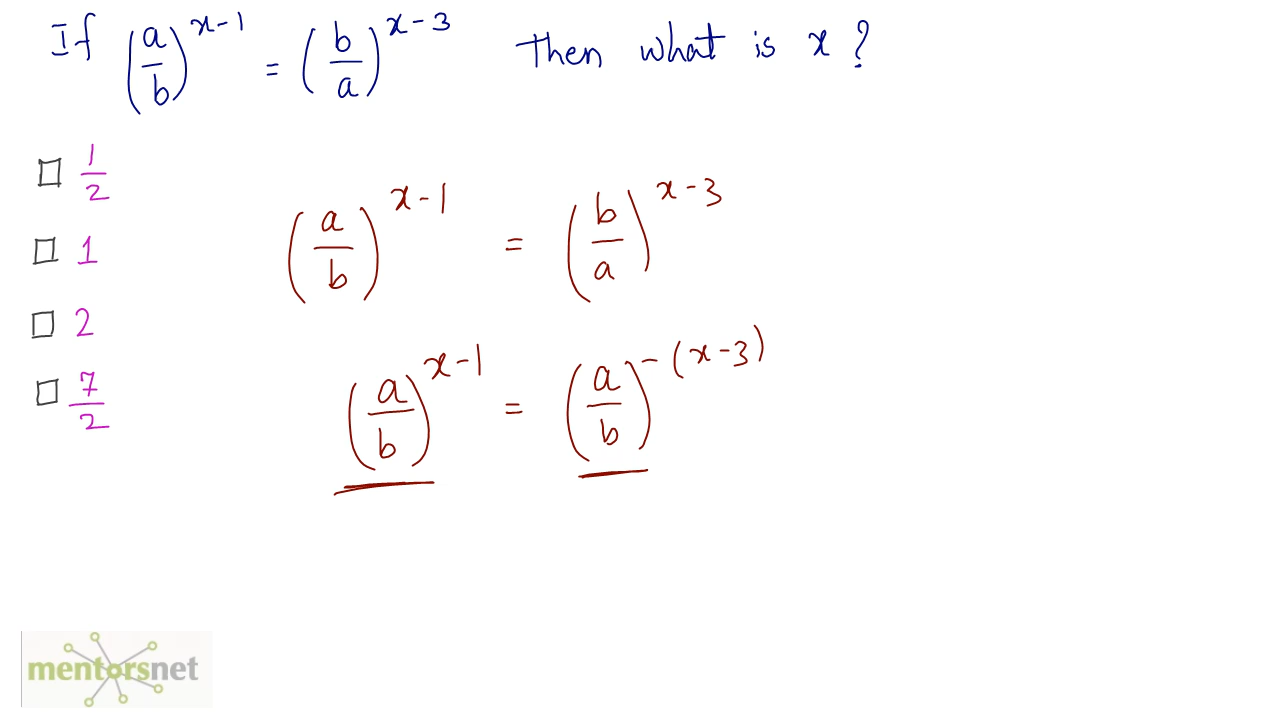 If (a/b)^(x-1) = (b/a)^(x-3) Then what is x?
□ 1/2
□ 1
□ 2
□ 7/2
(a/b)^(x-1) = (b/a)^(x-3)
(a/b)^(x-1) = (a/b)^-(x-3)
mentorsnet